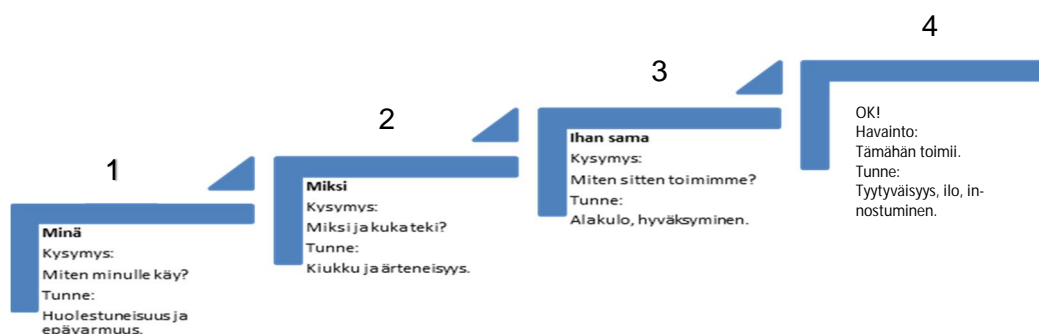 1
Minä
Kysymys:
Miten minulle käy?
Tunne:
Huolestuneisuus ja
epävarmuus.
2
Miksi
Kysymys:
Miksi ja kuka teki?
Tunne:
Kiukku ja ärteneisyys.
3
Ihan sama
Kysymys:
Miten sitten toimimme?
Tunne:
Alakulo, hyväksyminen.
4
OK!
Havainto:
Tämähän toimii.
Tunne:
Tyytyväisyys, ilo, in-
nostuminen.